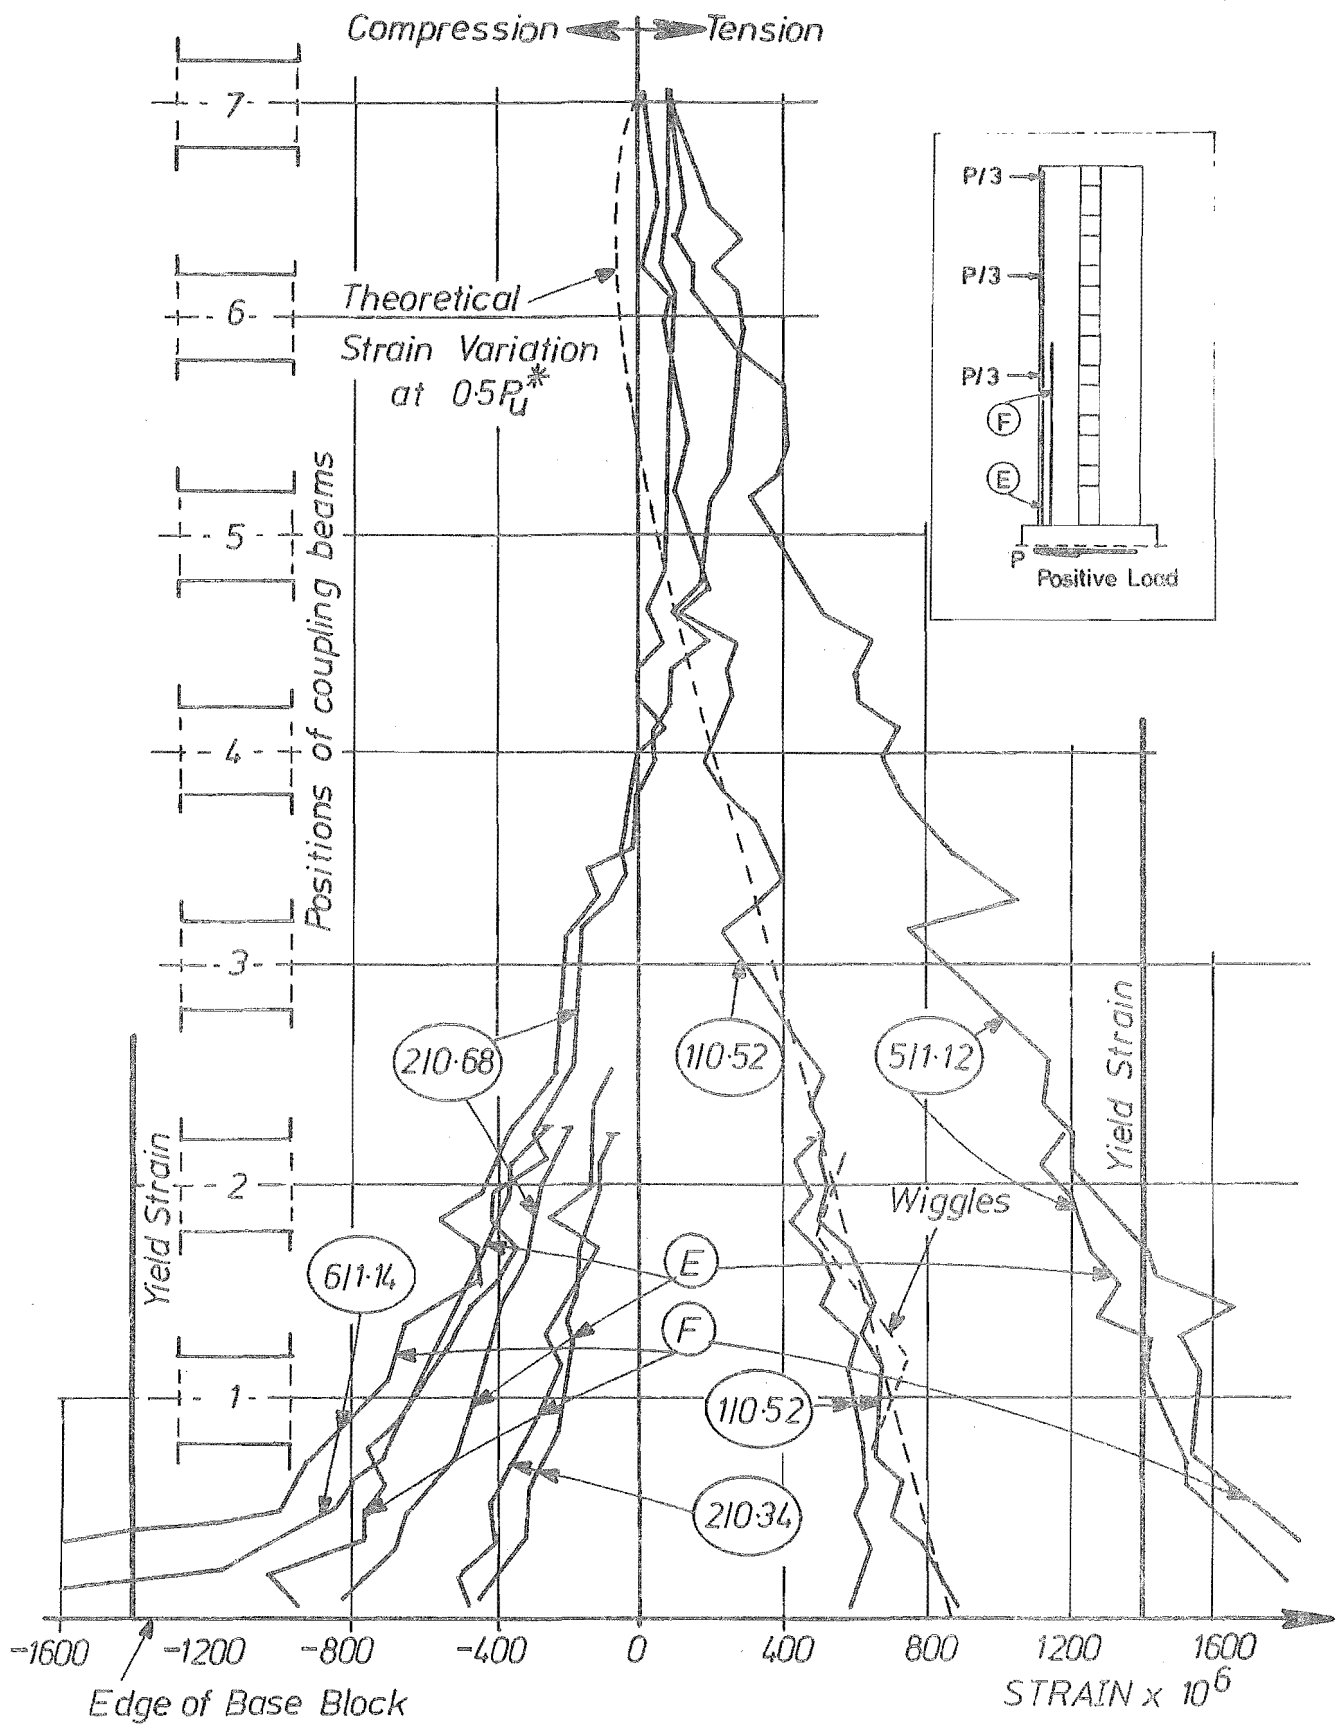 Compression
Tension
7
Theoretical
6
Strain Variation
at 0·5Pu*
5
4
3
2
1
Positions of coupling beams
P/3
P/3
P/3
F
E
P
Positive Load
2/0·68
1/0·52
5/1·12
Yield Strain
Yield Strain
Wiggles
6/1·14
E
F
1/0·52
2/0·34
-1600
-1200
-800
-400
0
400
800
1200
1600
Edge of Base Block
STRAIN x 10⁶